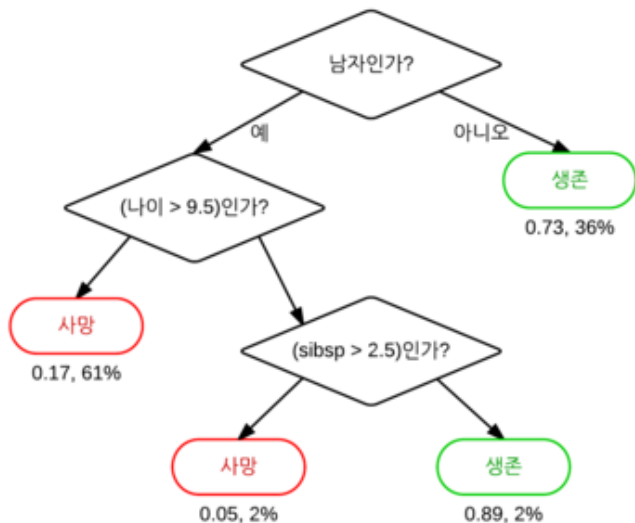 남자인가?
예
아니오
생존
0.73, 36%
(나이 > 9.5)인가?
사망
0.17, 61%
(sibsp > 2.5)인가?
사망
0.05, 2%
생존
0.89, 2%